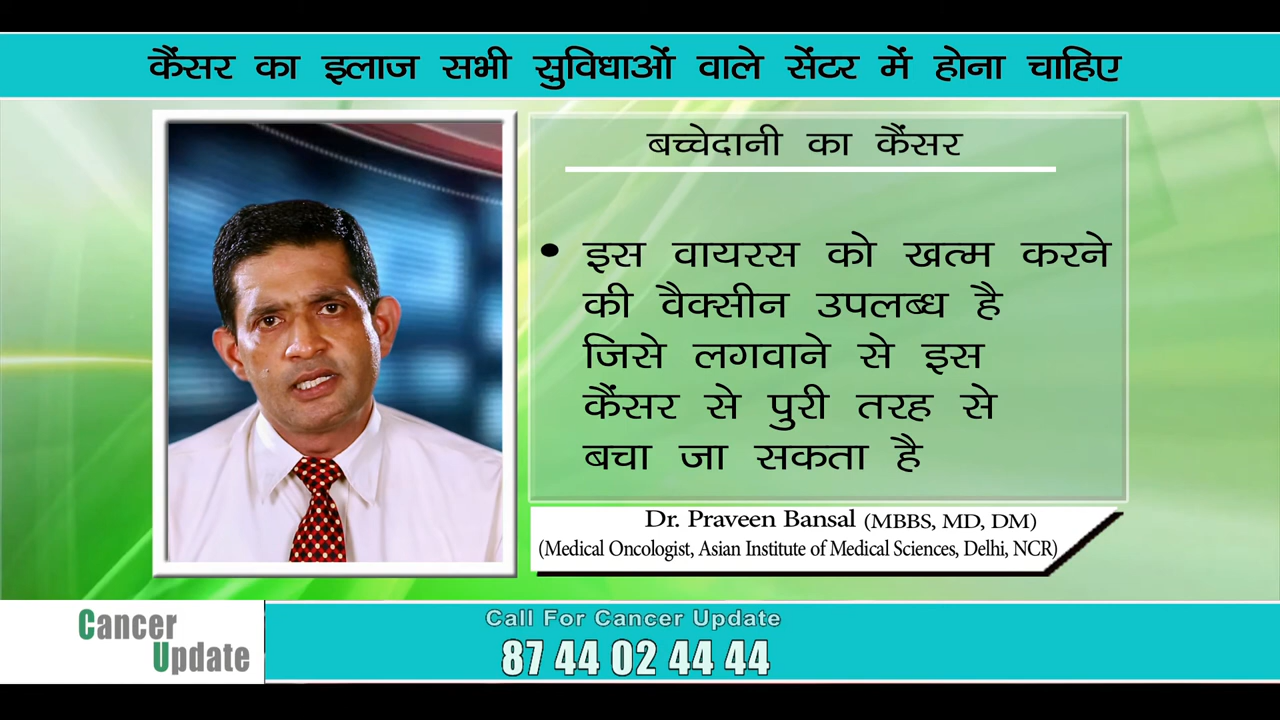 कैंसर का इलाज सभी सुविधाओं वाले सेंटर में होना चाहिए
बच्चेदानी का कैंसर
• इस वायरस को खत्म करने
की वैक्सीन उपलब्ध है
जिसे लगवाने से इस
कैंसर से पुरी तरह से
बचा जा सकता है
Dr. Praveen Bansal (MBBS, MD, DM)
(Medical Oncologist, Asian Institute of Medical Sciences, Delhi, NCR)
Cancer
Update
Call For Cancer Update
87 44 02 44 44